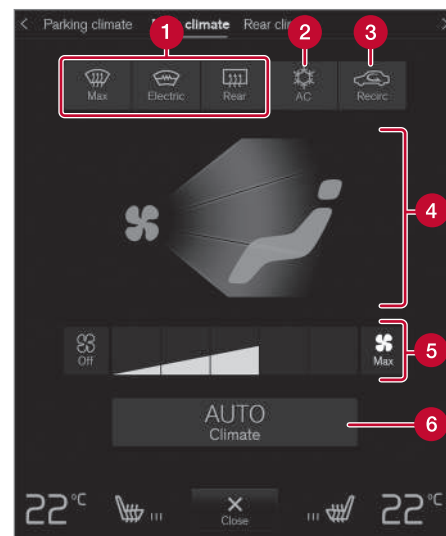 Parking climate climate Rear cli
1 2 3
Max Electric Rear AC Recirc
4
Off Max
5
AUTO
Climate
6
22°C Close 22°C